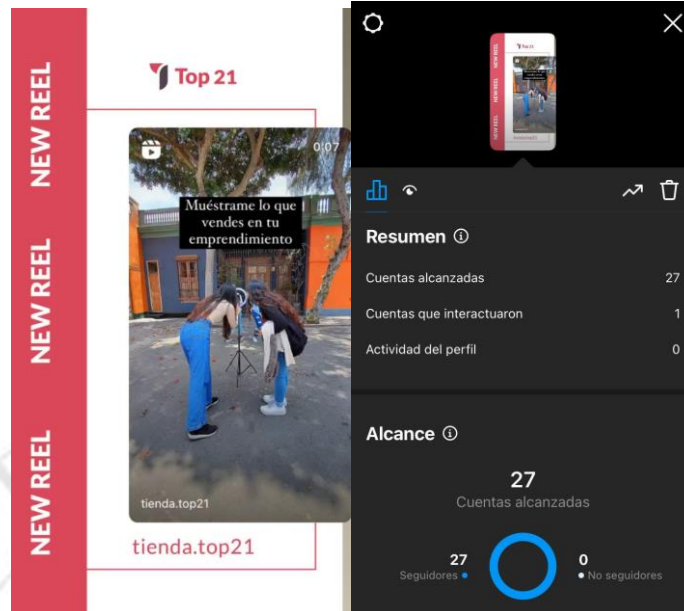 NEW REEL
NEW REEL
NEW REEL
Top 21
0:07
Muéstrame lo que
vendes en tu
emprendimiento
tienda.top21
tienda.top21
Resumen
Cuentas alcanzadas 27
Cuentas que interactuaron 1
Actividad del perfil 0
Alcance
27
Cuentas alcanzadas
27
Seguidores
0
No seguidores